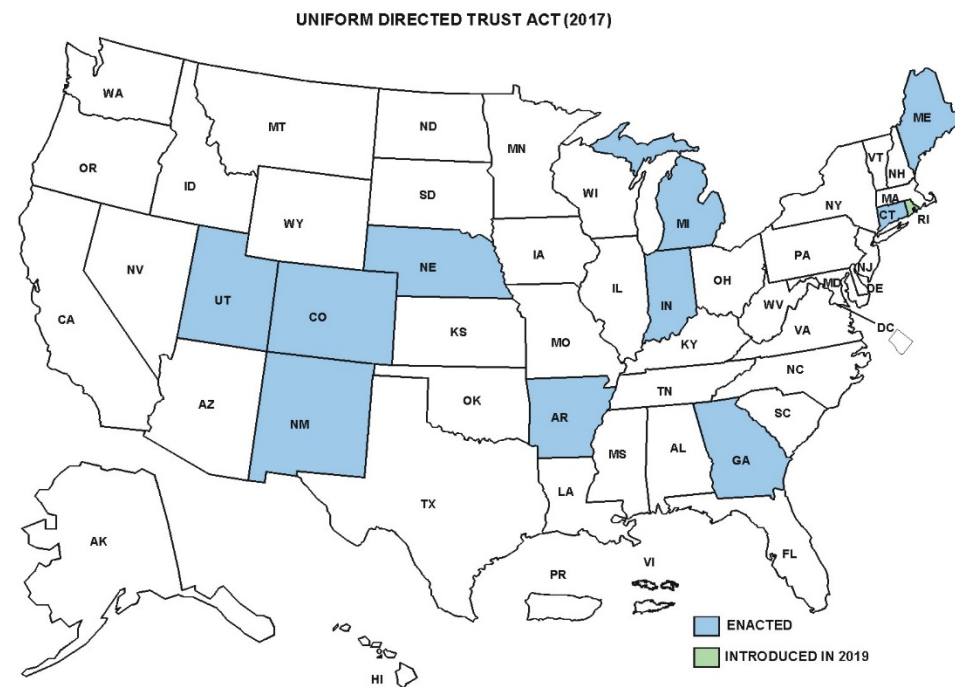 UNIFORM DIRECTED TRUST ACT (2017)
WA
MT
ND
MN
ME
OR
ID
SD
WI
VT
NH
WY
MI
NY
MA
CT
RI
NV
NE
IA
PA
NJ
UT
IL
IN
OH
MD
DE
CA
CO
KS
MO
WV
VA
DC
KY
AZ
NM
OK
AR
TN
NC
SC
MS
AL
GA
TX
LA
AK
FL
PR
VI
HI
ENACTED
INTRODUCED IN 2019